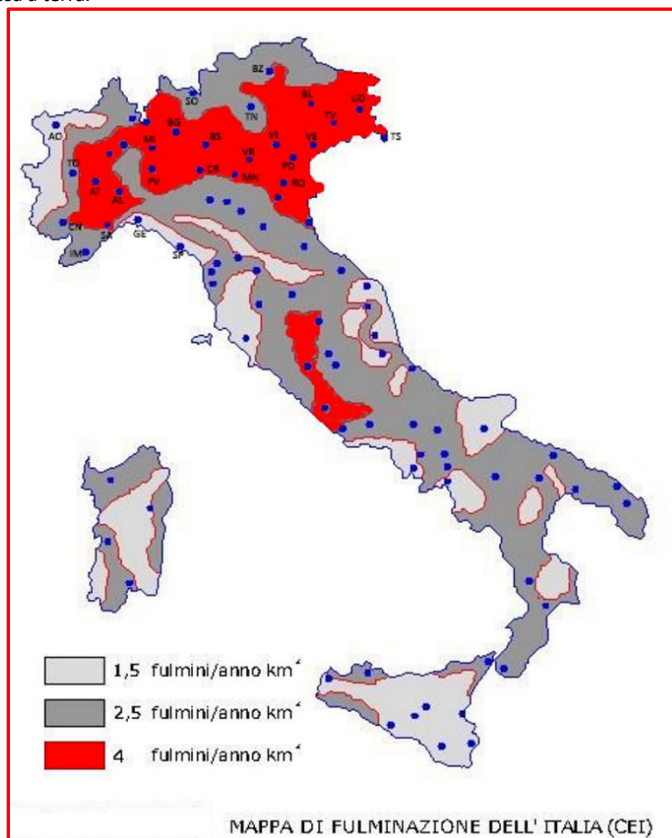 BZ
SO
BL
UD
TN
TV
AO
BG
TS
MI
BS
VI
VE
TO
VR
PD
CR
MN
PV
RO
AT
AL
CN
SA
GE
IM
SP
1,5 fulmini/anno km²
2,5 fulmini/anno km²
4 fulmini/anno km²
MAPPA DI FULMINAZIONE DELL' ITALIA (CEI)